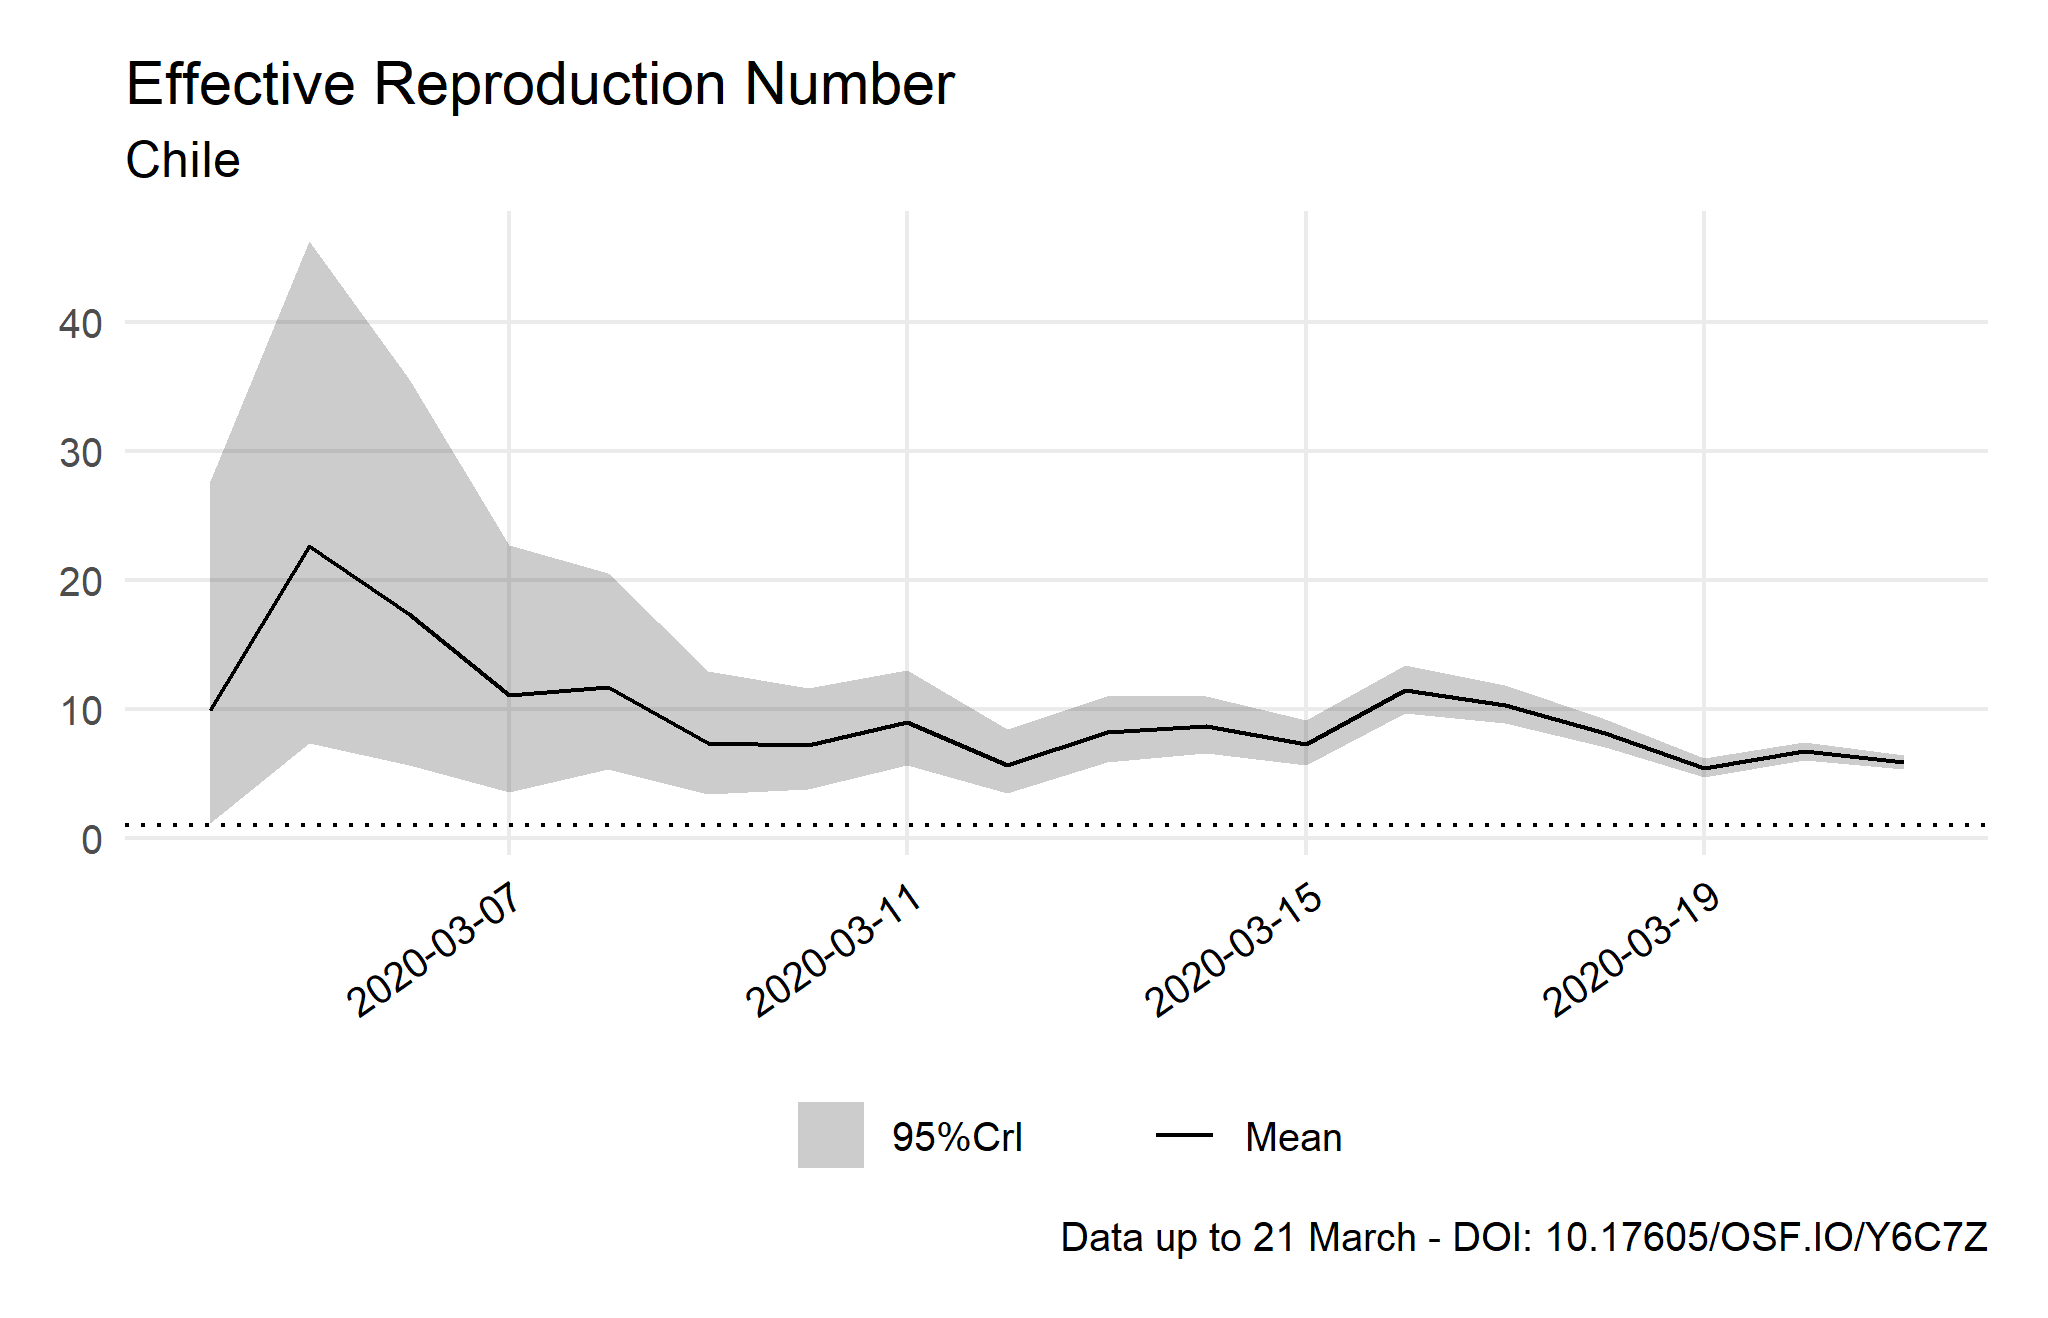 Effective Reproduction Number
Chile
40
30
20
10
0
2020-03-07
2020-03-11
2020-03-15
2020-03-19
95%CrI
Mean
Data up to 21 March - DOI: 10.17605/OSF.IO/Y6C7Z